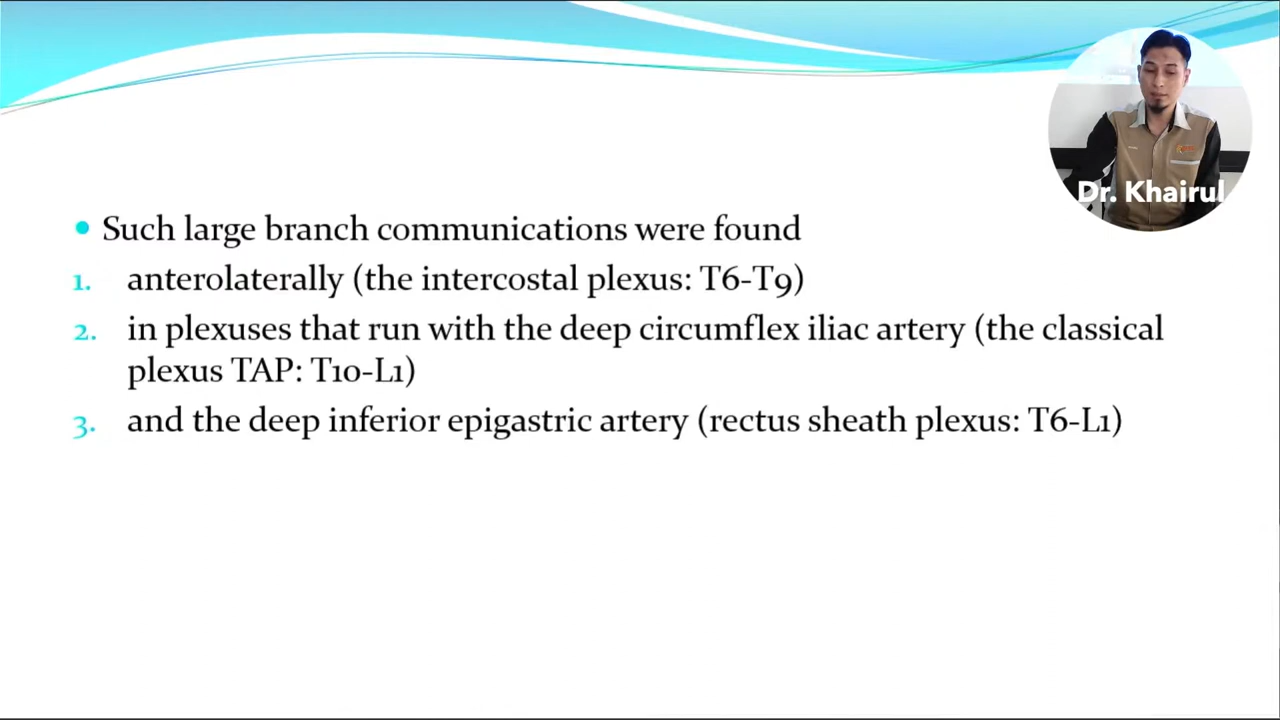 Dr. Khairul
• Such large branch communications were found
1. anterolaterally (the intercostal plexus: T6-T9)
2. in plexuses that run with the deep circumflex iliac artery (the classical
plexus TAP: T10-L1)
3. and the deep inferior epigastric artery (rectus sheath plexus: T6-L1)